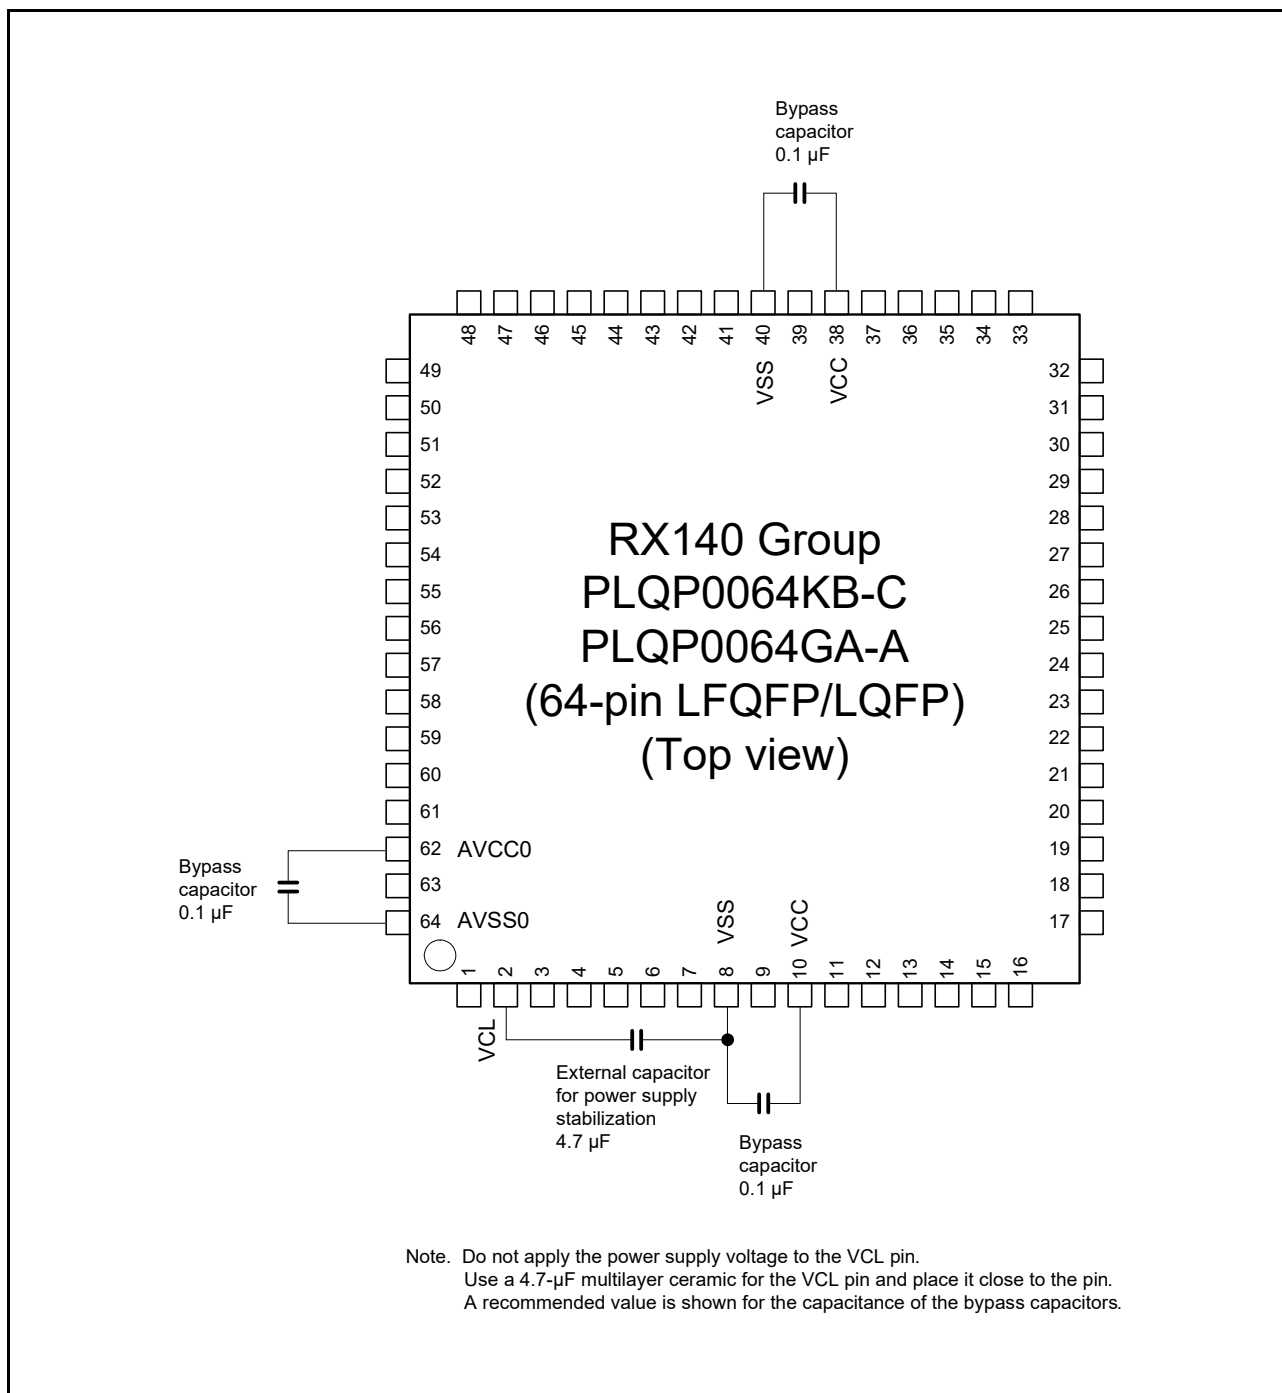 Bypass
capacitor
0.1 µF
48 47 46 45 44 43 42 41 40 39 38 37 36 35 34 33
VSS VCC
49
50
51
52
53
54
55
56
57
58
59
60
61
62 AVCC0
63
64 AVSS0
32
31
30
29
28
27
26
25
24
23
22
21
20
19
18
17
RX140 Group
PLQP0064KB-C
PLQP0064GA-A
(64-pin LFQFP/LQFP)
(Top view)
Bypass
capacitor
0.1 µF
VSS VCC
1 2 3 4 5 6 7 8 9 10 11 12 13 14 15 16
VCL
External capacitor
for power supply
stabilization
4.7 µF
Bypass
capacitor
0.1 µF
Note. Do not apply the power supply voltage to the VCL pin.
Use a 4.7-µF multilayer ceramic for the VCL pin and place it close to the pin.
A recommended value is shown for the capacitance of the bypass capacitors.